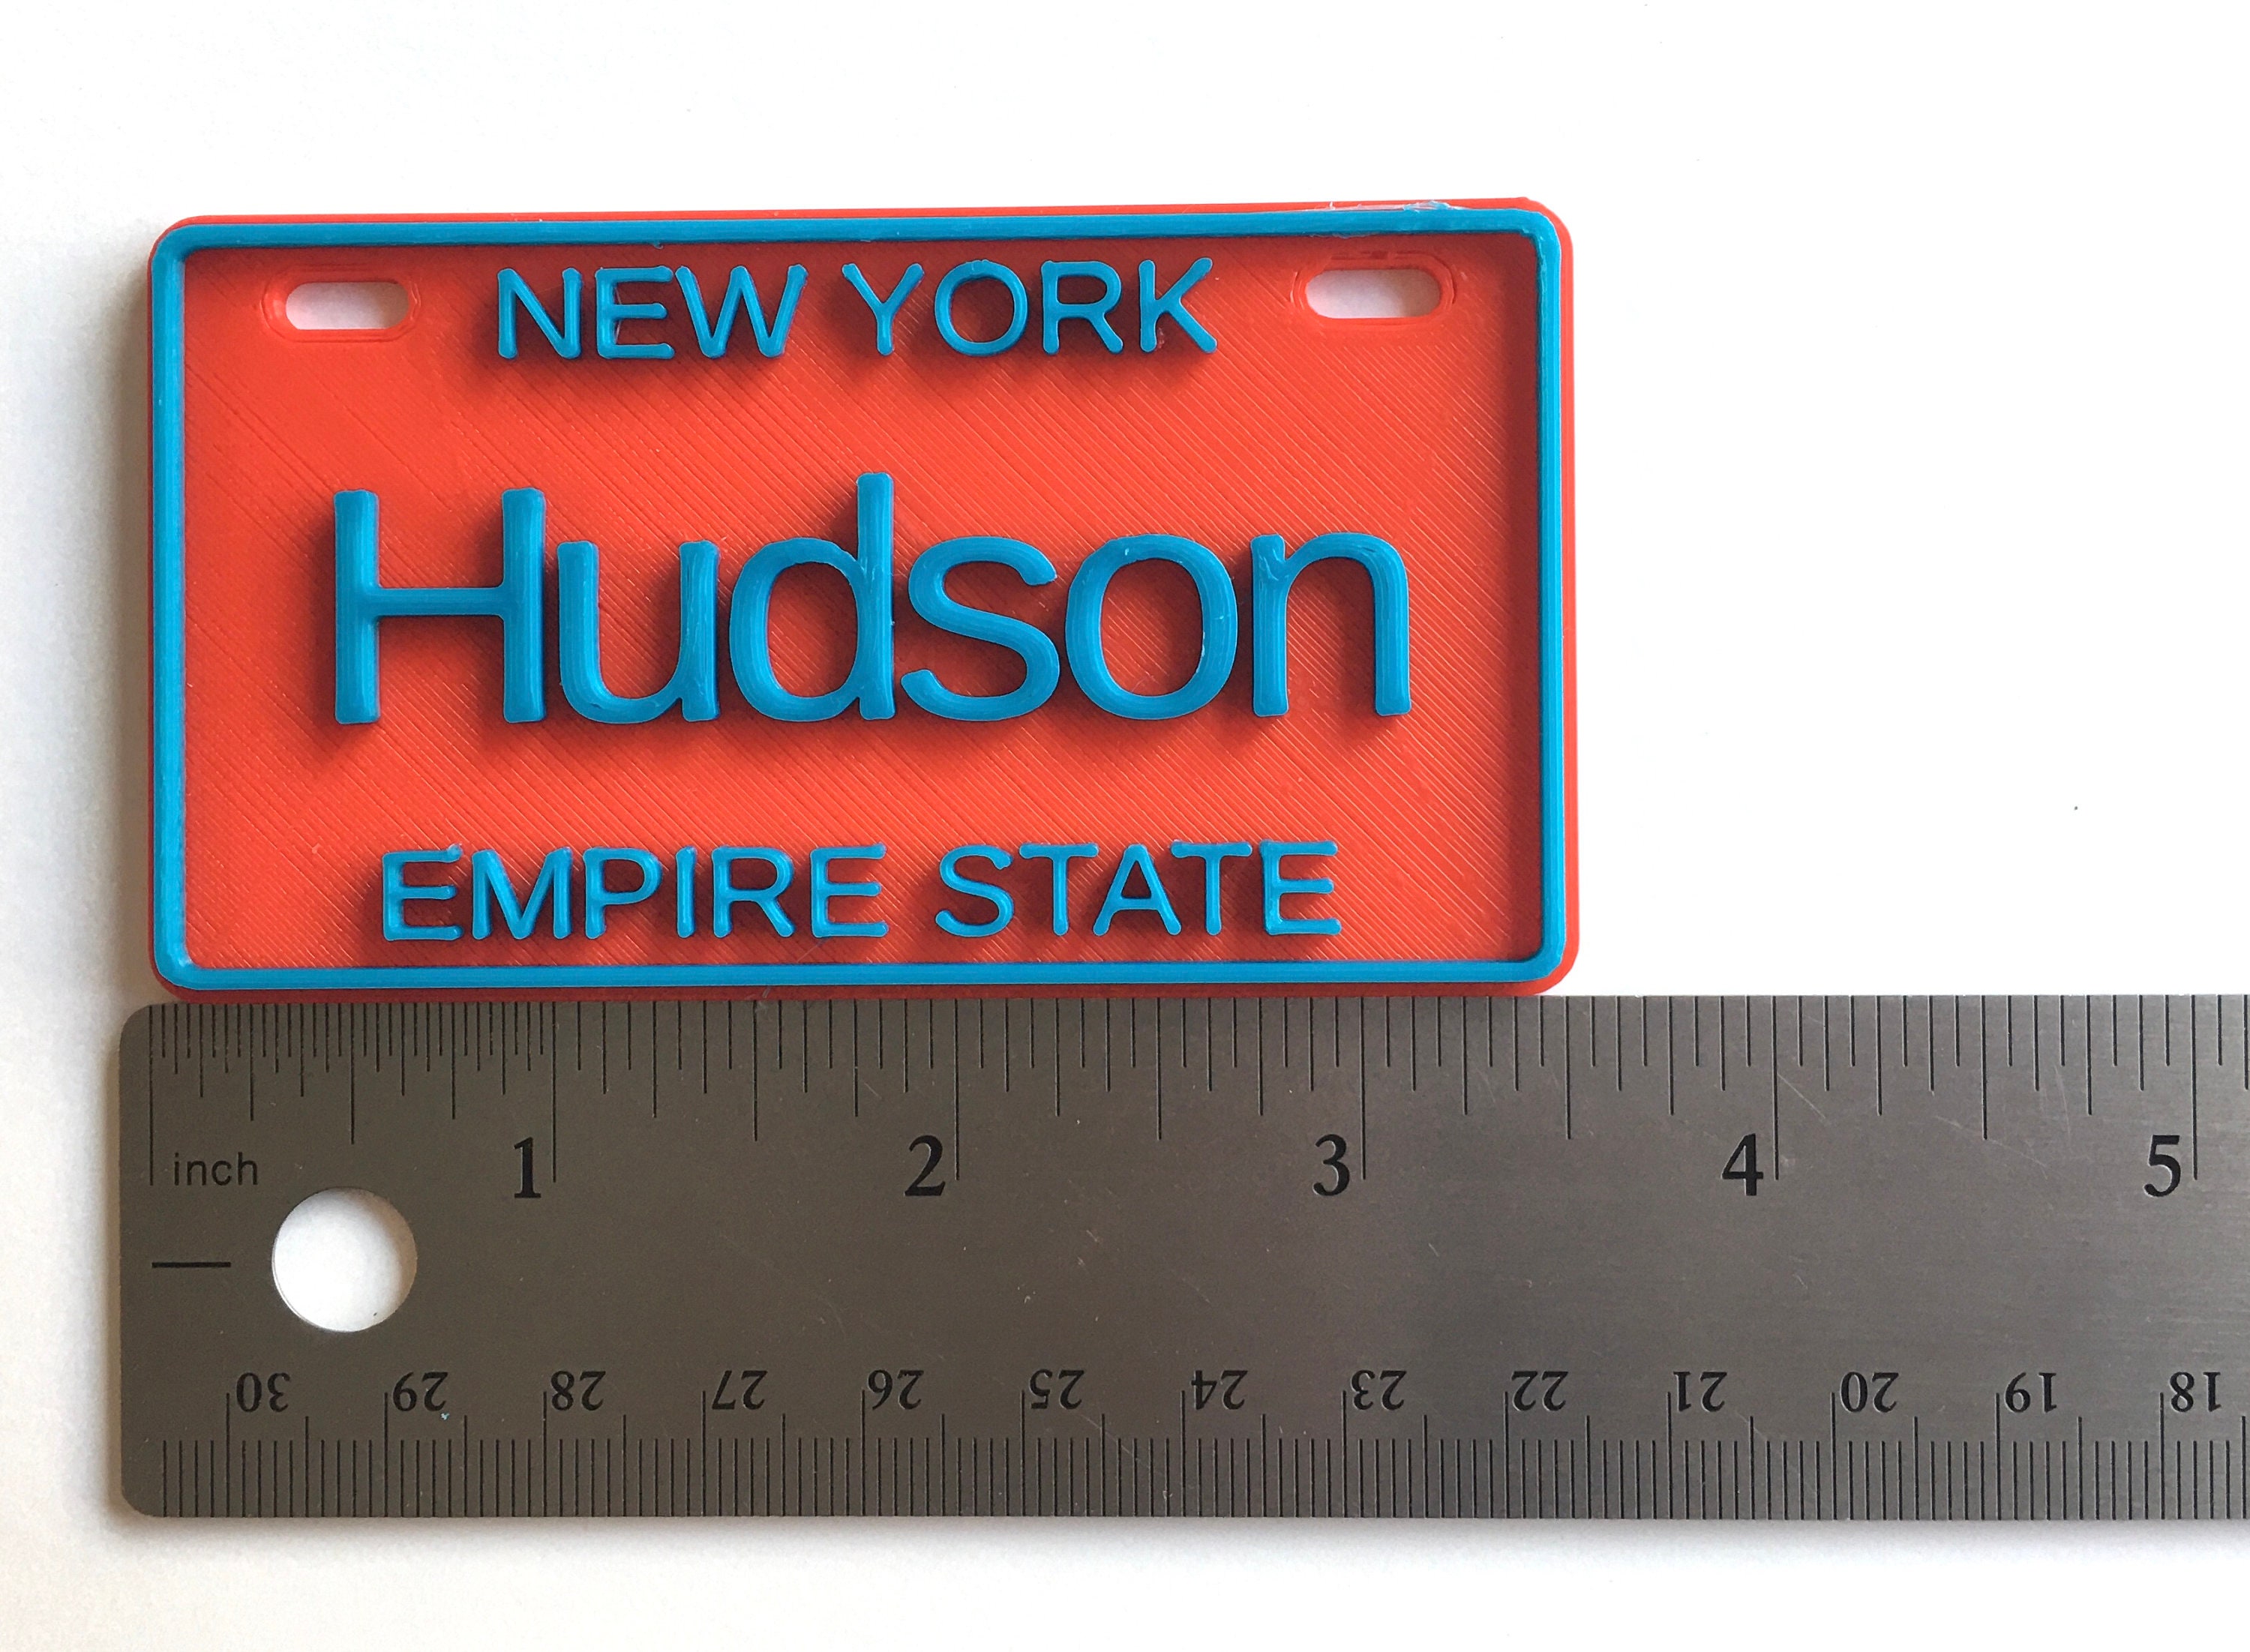 NEW YORK
Hudson
EMPIRE STATE
1 2 3 4 5
inch
30 29 28 27 26 25 24 23 22 21 20 19 18